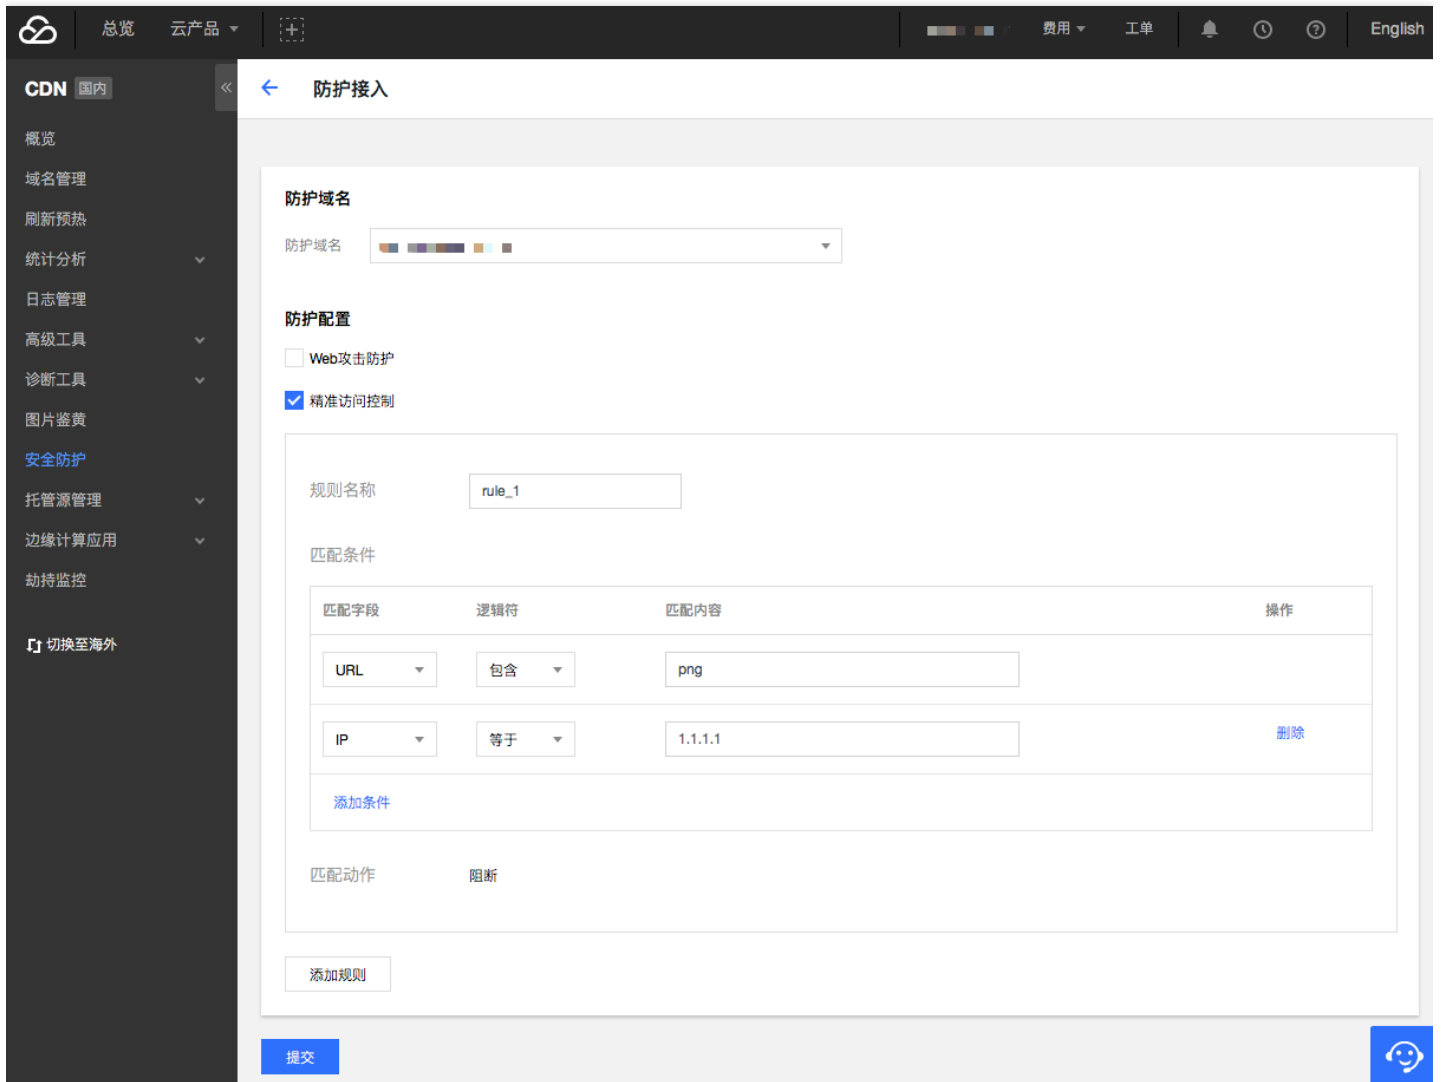 总览 云产品 费用 工单 English
CDN 国内
防护接入
概览
域名管理
刷新预热
统计分析
日志管理
高级工具
诊断工具
图片鉴黄
安全防护
托管源管理
边缘计算应用
劫持监控
切换至海外
防护域名
防护域名
防护配置
Web攻击防护
精准访问控制
规则名称 rule_1
匹配条件
匹配字段 逻辑符 匹配内容 操作
URL 包含 png
IP 等于 1.1.1.1 删除
添加条件
匹配动作 阻断
添加规则
提交